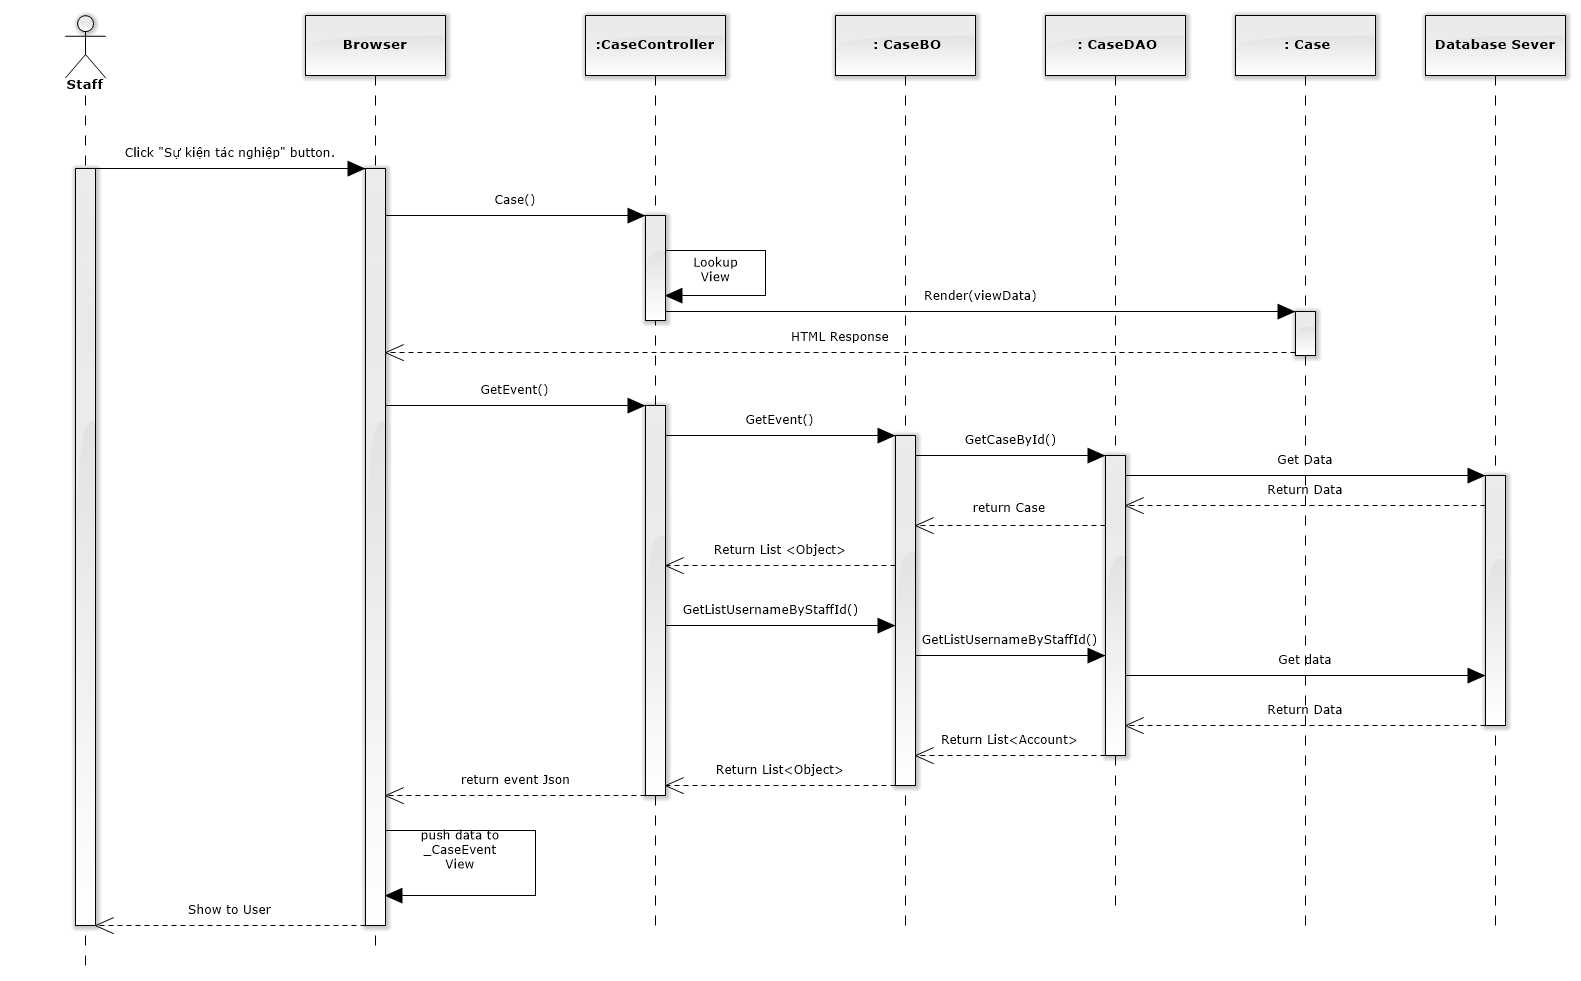 Staff
Browser
:CaseController
: CaseBO
: CaseDAO
: Case
Database Sever
Click "Sự kiện tác nghiệp" button.
Case()
Lookup
View
Render(viewData)
HTML Response
GetEvent()
GetEvent()
GetCaseById()
Get Data
Return Data
return Case
Return List <Object>
GetListUsernameByStaffId()
GetListUsernameByStaffId()
Get data
Return Data
Return List<Account>
Return List<Object>
return event Json
push data to
_CaseEvent
View
Show to User